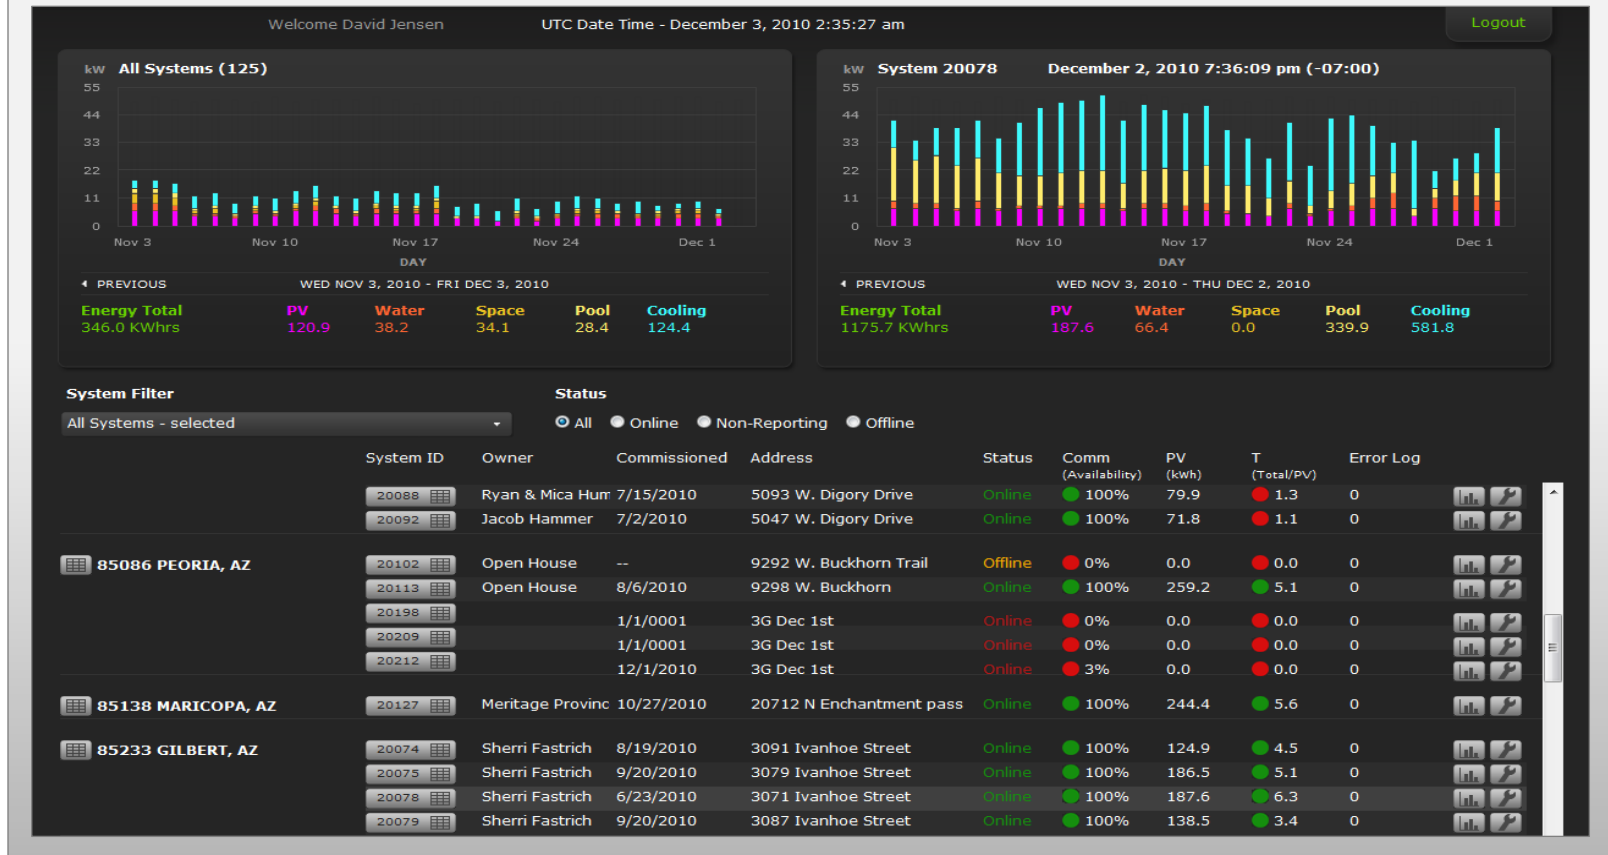 Welcome David Jensen UTC Date Time - December 3, 2010 2:35:27 am Logout
kW All Systems (125)
55
44
33
22
11
0
Nov 3 Nov 10 Nov 17 Nov 24 Dec 1
DAY
PREVIOUS WED NOV 3, 2010 - FRI DEC 3, 2010
Energy Total PV Water Space Pool Cooling
346.0 KWhrs 120.9 38.2 34.1 28.4 124.4
kW System 20078 December 2, 2010 7:36:09 pm (-07:00)
55
44
33
22
11
0
Nov 3 Nov 10 Nov 17 Nov 24 Dec 1
DAY
PREVIOUS WED NOV 3, 2010 - THU DEC 2, 2010
Energy Total PV Water Space Pool Cooling
1175.7 KWhrs 187.6 66.4 0.0 339.9 581.8
System Filter Status
All Systems - selected All Online Non-Reporting Offline
System ID Owner Commissioned Address Status Comm PV T Error Log
(Availability) (kWh) (Total/PV)
20088 Ryan & Mica Hum 7/15/2010 5093 W. Digory Drive Online 100% 79.9 1.3 0
20092 Jacob Hammer 7/2/2010 5047 W. Digory Drive Online 100% 71.8 1.1 0
85086 PEORIA, AZ 20102 Open House -- 9292 W. Buckhorn Trail Offline 0% 0.0 0.0 0
20113 Open House 8/6/2010 9298 W. Buckhorn Online 100% 259.2 5.1 0
20198 1/1/0001 3G Dec 1st Online 0% 0.0 0.0 0
20209 1/1/0001 3G Dec 1st Online 0% 0.0 0.0 0
20212 12/1/2010 3G Dec 1st Online 3% 0.0 0.0 0
85138 MARICOPA, AZ 20127 Meritage Provinc 10/27/2010 20712 N Enchantment pass Online 100% 244.4 5.6 0
85233 GILBERT, AZ 20074 Sherri Fastrich 8/19/2010 3091 Ivanhoe Street Online 100% 124.9 4.5 0
20075 Sherri Fastrich 9/20/2010 3079 Ivanhoe Street Online 100% 186.5 5.1 0
20078 Sherri Fastrich 6/23/2010 3071 Ivanhoe Street Online 100% 187.6 6.3 0
20079 Sherri Fastrich 9/20/2010 3087 Ivanhoe Street Online 100% 138.5 3.4 0